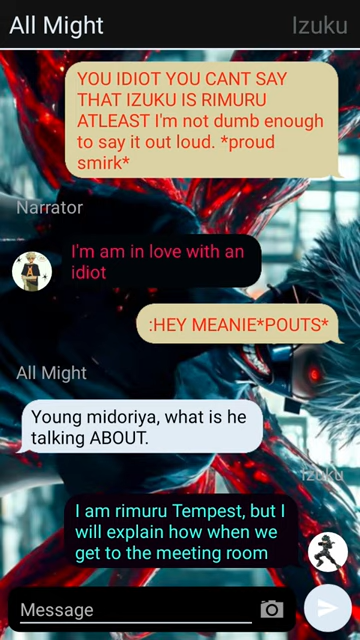 All Might
Izuku
YOU IDIOT YOU CANT SAY
THAT IZUKU IS RIMURU
ATLEAST I'm not dumb enough
to say it out loud. *proud
smirk*
Narrator
I'm am in love with an
idiot
:HEY MEANIE*POUTS*
All Might
Young midoriya, what is he
talking ABOUT.
Izuku
I am rimuru Tempest, but I
will explain how when we
get to the meeting room
Message